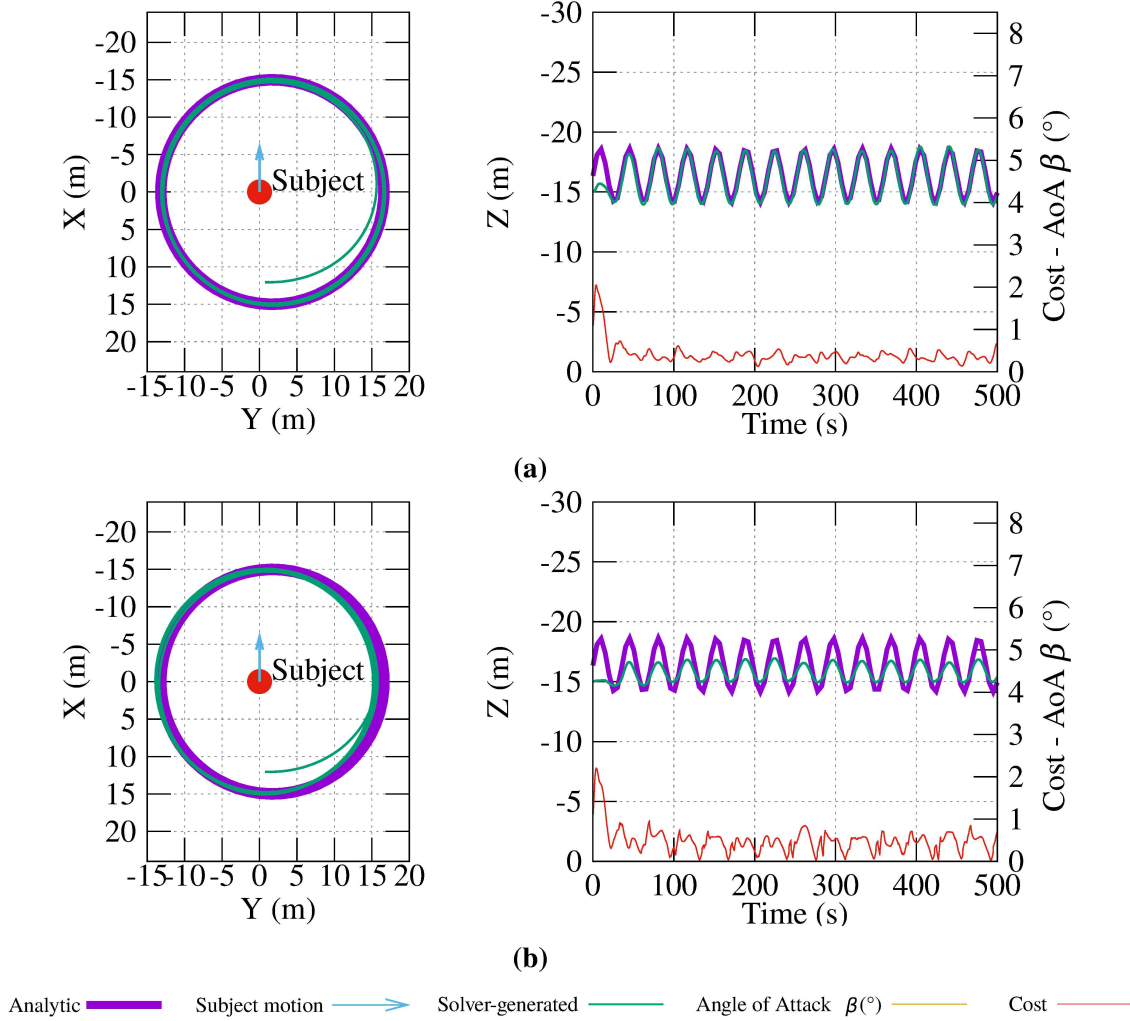 -20
-15
-10
-5
0
5
10
15
20
X (m)
Subject
-15 -10 -5 0 5 10 15 20
Y (m)
-30
-25
-20
-15
-10
-5
0
Z (m)
8
7
6
5
4
3
2
1
0
Cost - AoA β (°)
0 100 200 300 400 500
Time (s)
(a)
-20
-15
-10
-5
0
5
10
15
20
X (m)
Subject
-15 -10 -5 0 5 10 15 20
Y (m)
-30
-25
-20
-15
-10
-5
0
Z (m)
8
7
6
5
4
3
2
1
0
Cost - AoA β (°)
0 100 200 300 400 500
Time (s)
(b)
Analytic Subject motion Solver-generated Angle of Attack β(°) Cost